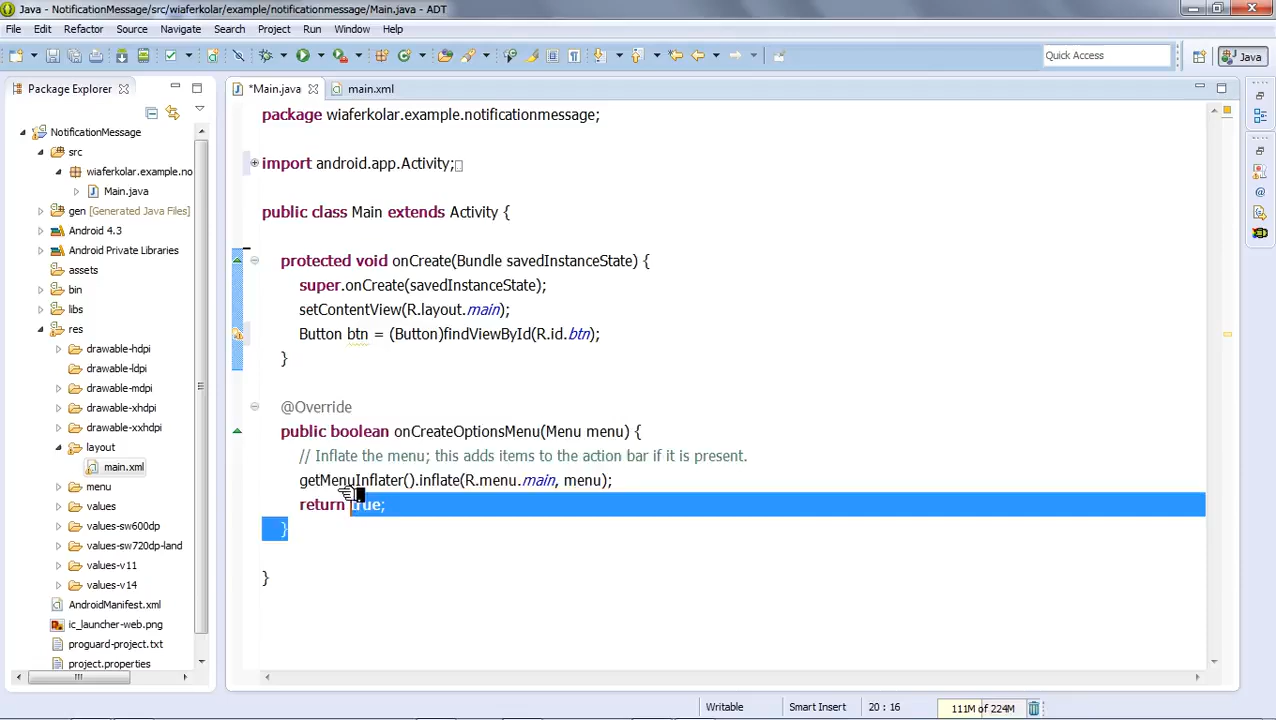 Java - NotificationMessage/src/wiaferkolar/example/notificationmessage/Main.java - ADT
File Edit Refactor Source Navigate Search Project Run Window Help
Quick Access
Java
Package Explorer
*Main.java
main.xml
NotificationMessage
src
wiaferkolar.example.no
Main.java
gen [Generated Java Files]
Android 4.3
Android Private Libraries
assets
bin
libs
res
drawable-hdpi
drawable-ldpi
drawable-mdpi
drawable-xhdpi
drawable-xxhdpi
layout
main.xml
menu
values
values-sw600dp
values-sw720dp-land
values-v11
values-v14
AndroidManifest.xml
ic_launcher-web.png
proguard-project.txt
project.properties
package wiaferkolar.example.notificationmessage;
import android.app.Activity;
public class Main extends Activity {
protected void onCreate(Bundle savedInstanceState) {
super.onCreate(savedInstanceState);
setContentView(R.layout.main);
Button btn = (Button)findViewById(R.id.btn);
}
@Override
public boolean onCreateOptionsMenu(Menu menu) {
// Inflate the menu; this adds items to the action bar if it is present.
getMenuInflater().inflate(R.menu.main, menu);
return true;
}
}
Writable
Smart Insert
20 : 16
111M of 224M